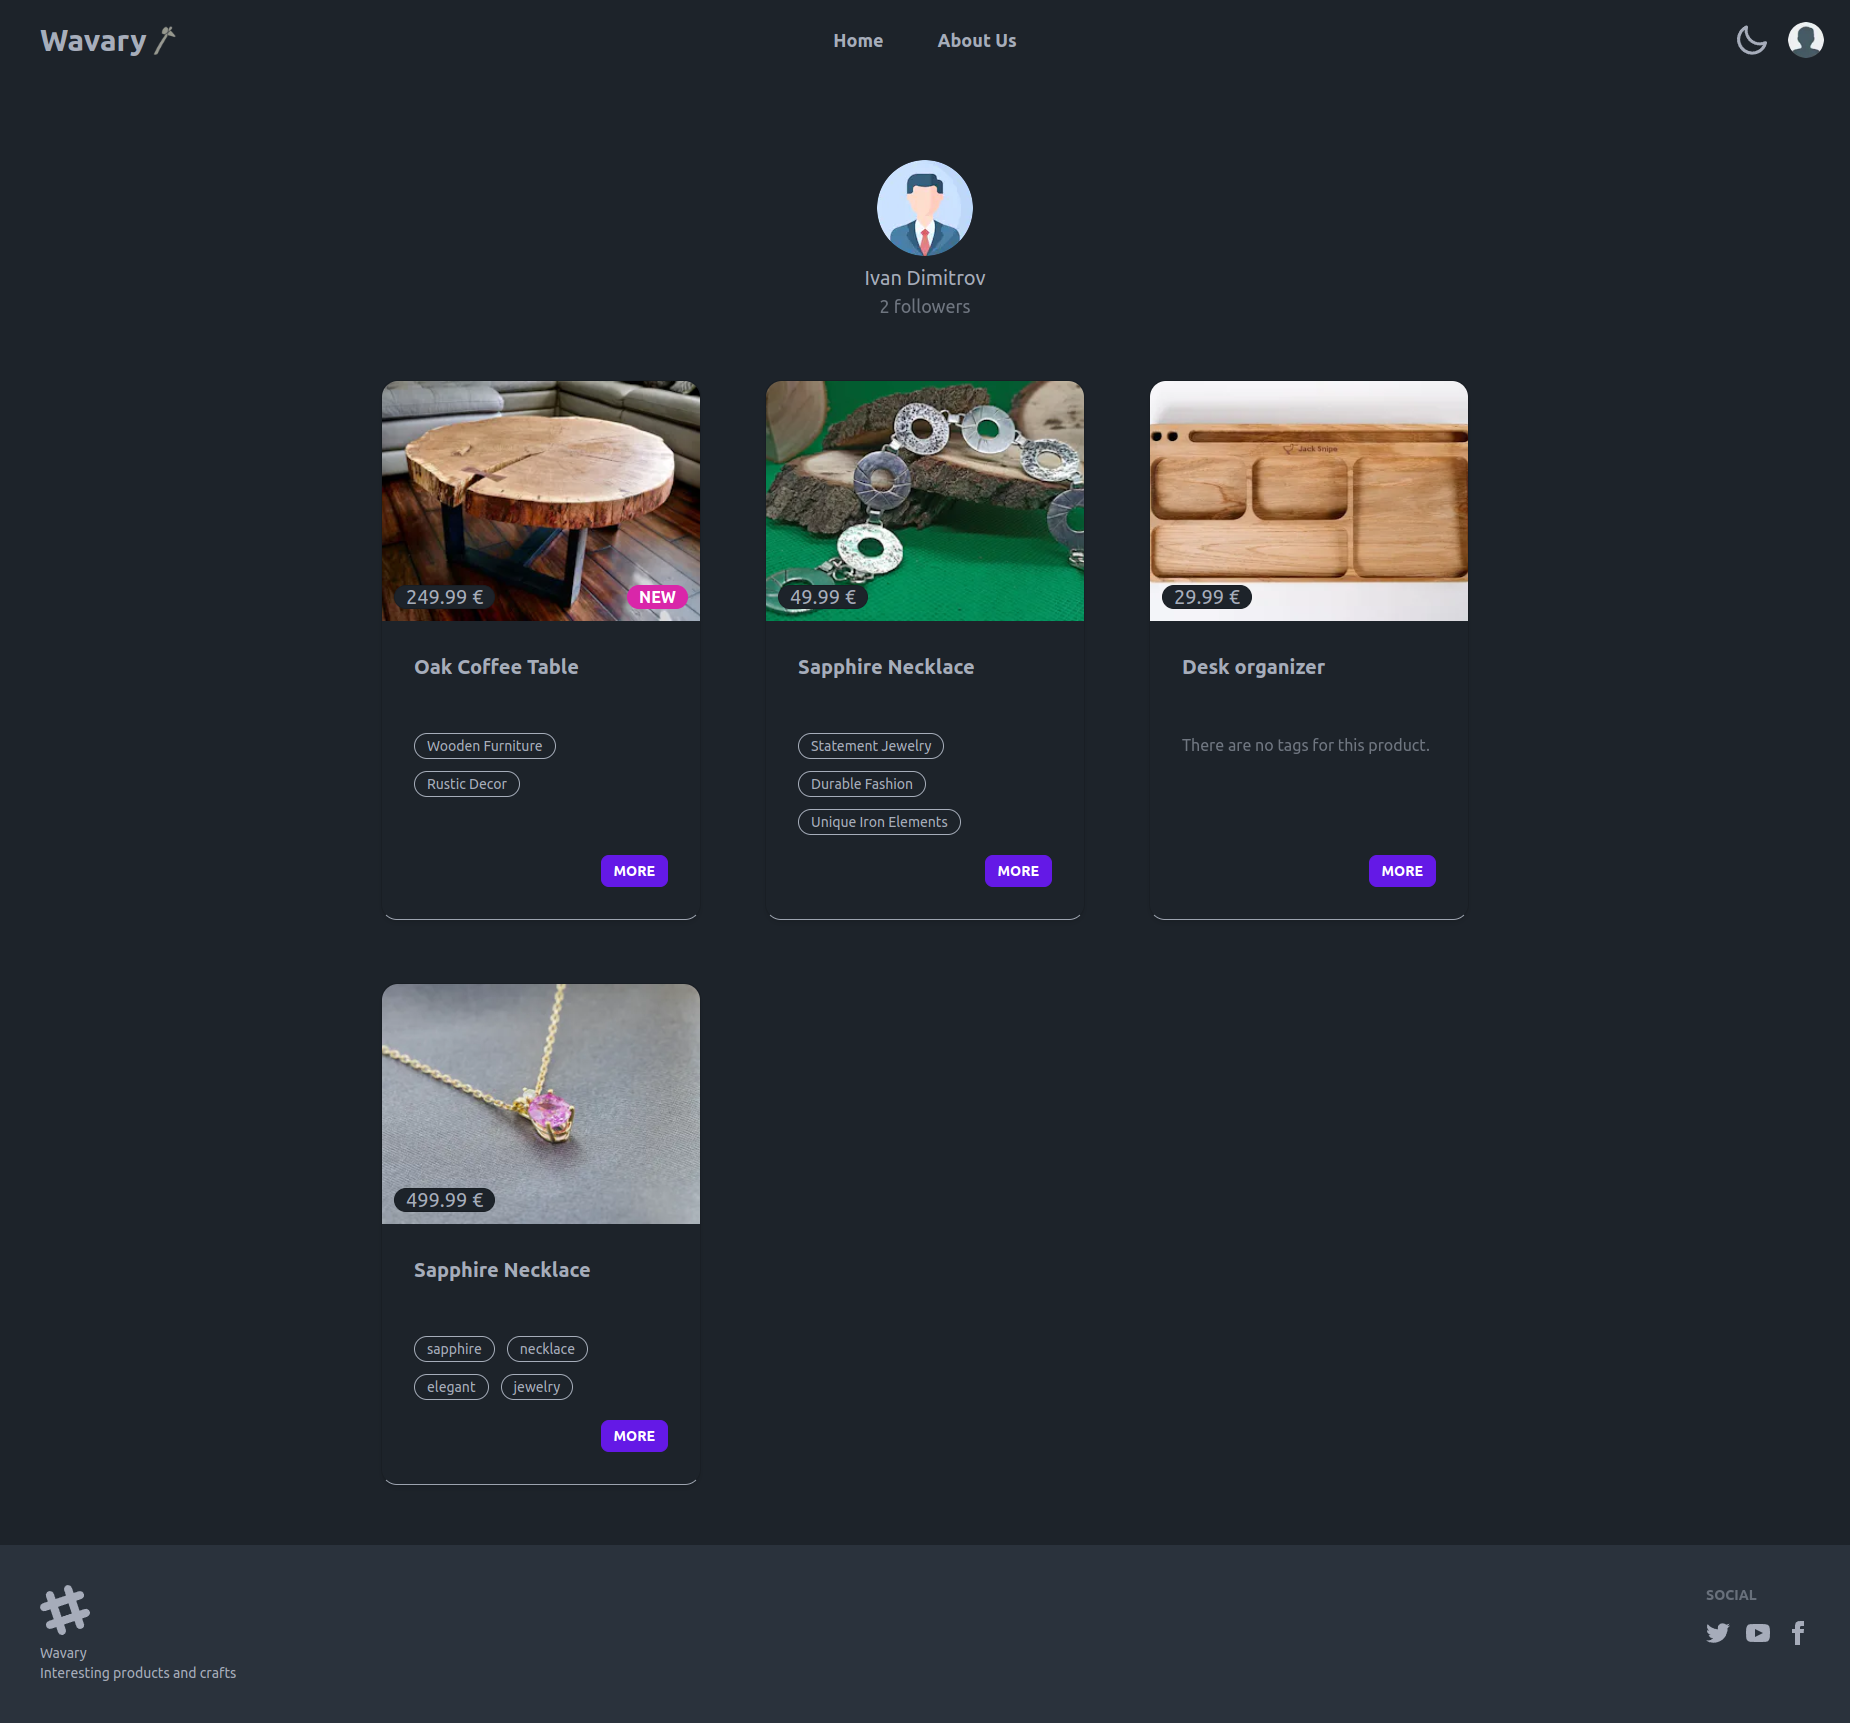 Wavary
Home
About Us
Ivan Dimitrov
2 followers
249.99 €
NEW
Oak Coffee Table
Wooden Furniture
Rustic Decor
MORE
49.99 €
Sapphire Necklace
Statement Jewelry
Durable Fashion
Unique Iron Elements
MORE
Jack Snipe
29.99 €
Desk organizer
There are no tags for this product.
MORE
499.99 €
Sapphire Necklace
sapphire
necklace
elegant
jewelry
MORE
Wavary
Interesting products and crafts
SOCIAL